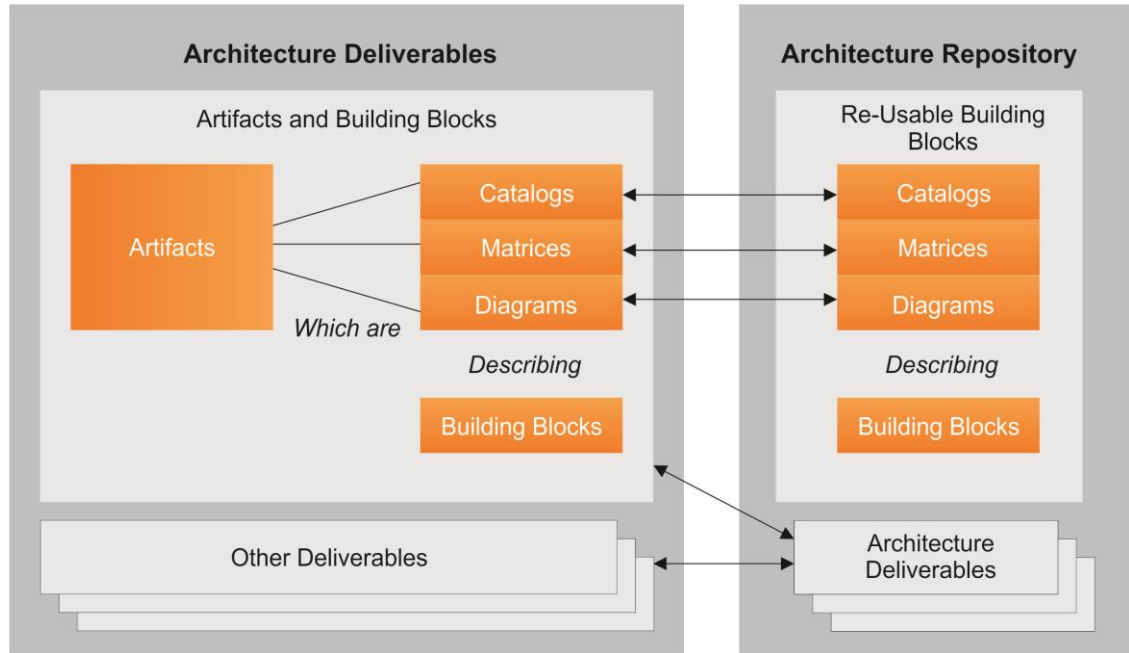 Architecture Deliverables
Artifacts and Building Blocks
Artifacts
Which are
Catalogs
Matrices
Diagrams
Describing
Building Blocks
Other Deliverables
Architecture Repository
Re-Usable Building
Blocks
Catalogs
Matrices
Diagrams
Describing
Building Blocks
Architecture
Deliverables